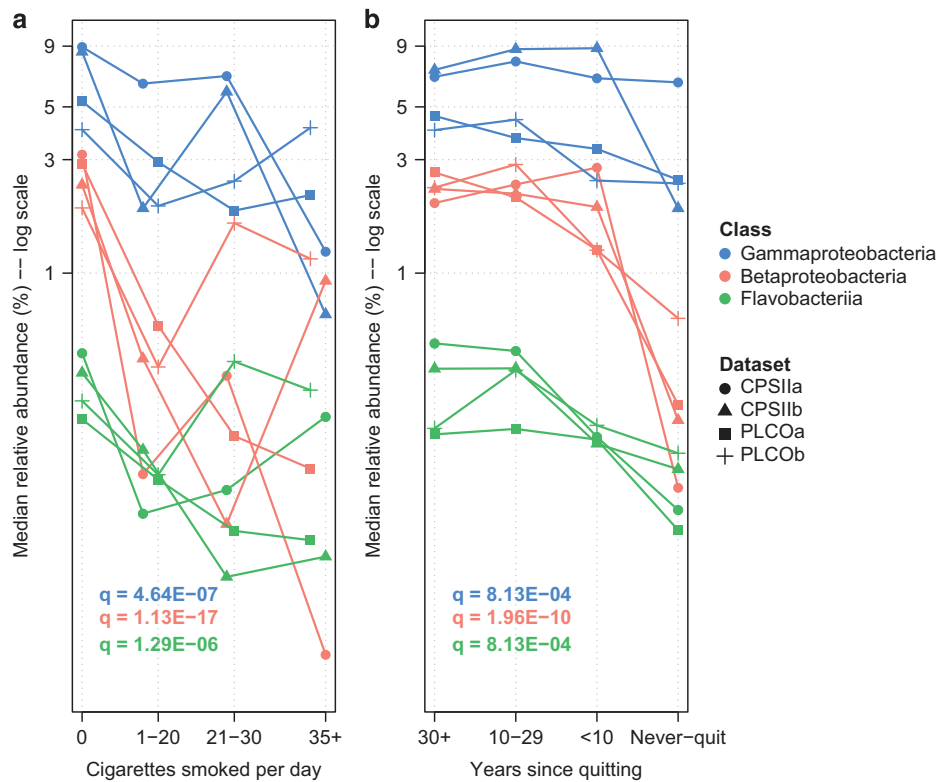 a
b
Median relative abundance (%) −− log scale
9
5
3
1
q = 4.64E−07
q = 1.13E−17
q = 1.29E−06
0
1−20
21−30
35+
Cigarettes smoked per day
Median relative abundance (%) −− log scale
9
5
3
1
q = 8.13E−04
q = 1.96E−10
q = 8.13E−04
30+
10−29
<10
Never−quit
Years since quitting
Class
Gammaproteobacteria
Betaproteobacteria
Flavobacteriia
Dataset
CPSIIa
CPSIIb
PLCOa
PLCOb